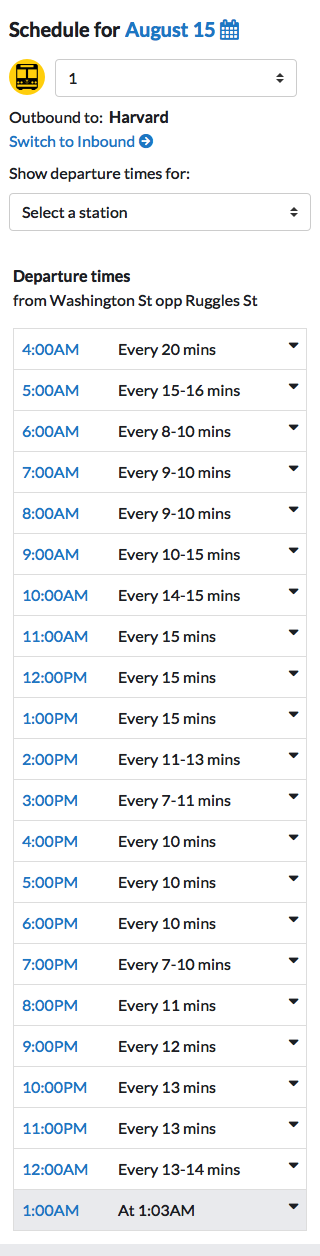 Schedule for August 15
1
Outbound to: Harvard
Switch to Inbound
Show departure times for:
Select a station
Departure times
from Washington St opp Ruggles St
4:00AM Every 20 mins
5:00AM Every 15-16 mins
6:00AM Every 8-10 mins
7:00AM Every 9-10 mins
8:00AM Every 9-10 mins
9:00AM Every 10-15 mins
10:00AM Every 14-15 mins
11:00AM Every 15 mins
12:00PM Every 15 mins
1:00PM Every 15 mins
2:00PM Every 11-13 mins
3:00PM Every 7-11 mins
4:00PM Every 10 mins
5:00PM Every 10 mins
6:00PM Every 10 mins
7:00PM Every 7-10 mins
8:00PM Every 11 mins
9:00PM Every 12 mins
10:00PM Every 13 mins
11:00PM Every 13 mins
12:00AM Every 13-14 mins
1:00AM At 1:03AM